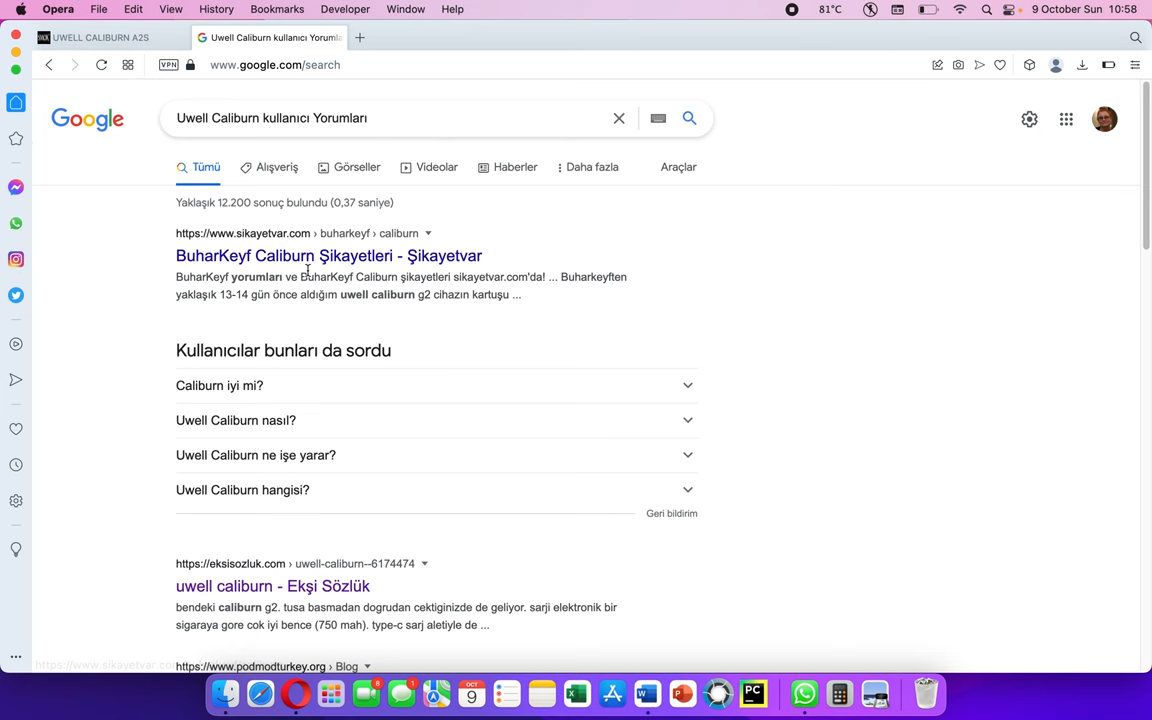 Opera File Edit View History Bookmarks Developer Window Help 81°C 9 October Sun 10:58
UWELL CALIBURN A2S
Uwell Caliburn kullanıcı Yorumla
VPN www.google.com/search
Google
Uwell Caliburn kullanıcı Yorumları
Tümü Alışveriş Görseller Videolar Haberler Daha fazla Araçlar
Yaklaşık 12.200 sonuç bulundu (0,37 saniye)
https://www.sikayetvar.com › buharkeyf › caliburn
BuharKeyf Caliburn Şikayetleri - Şikayetvar
BuharKeyf yorumları ve BuharKeyf Caliburn şikayetleri sikayetvar.com'da! ... Buharkeyften
yaklaşık 13-14 gün önce aldığım uwell caliburn g2 cihazın kartuşu ...
Kullanıcılar bunları da sordu
Caliburn iyi mi?
Uwell Caliburn nasıl?
Uwell Caliburn ne işe yarar?
Uwell Caliburn hangisi?
Geri bildirim
https://eksisozluk.com › uwell-caliburn--6174474
uwell caliburn - Ekşi Sözlük
bendeki caliburn g2. tusa basmadan dogrudan cektiginizde de geliyor. sarji elektronik bir
sigaraya gore cok iyi bence (750 mah). type-c sarj aletiyle de ...
https://www.podmodturkey.org › Blog
8 1 OCT 9 PC